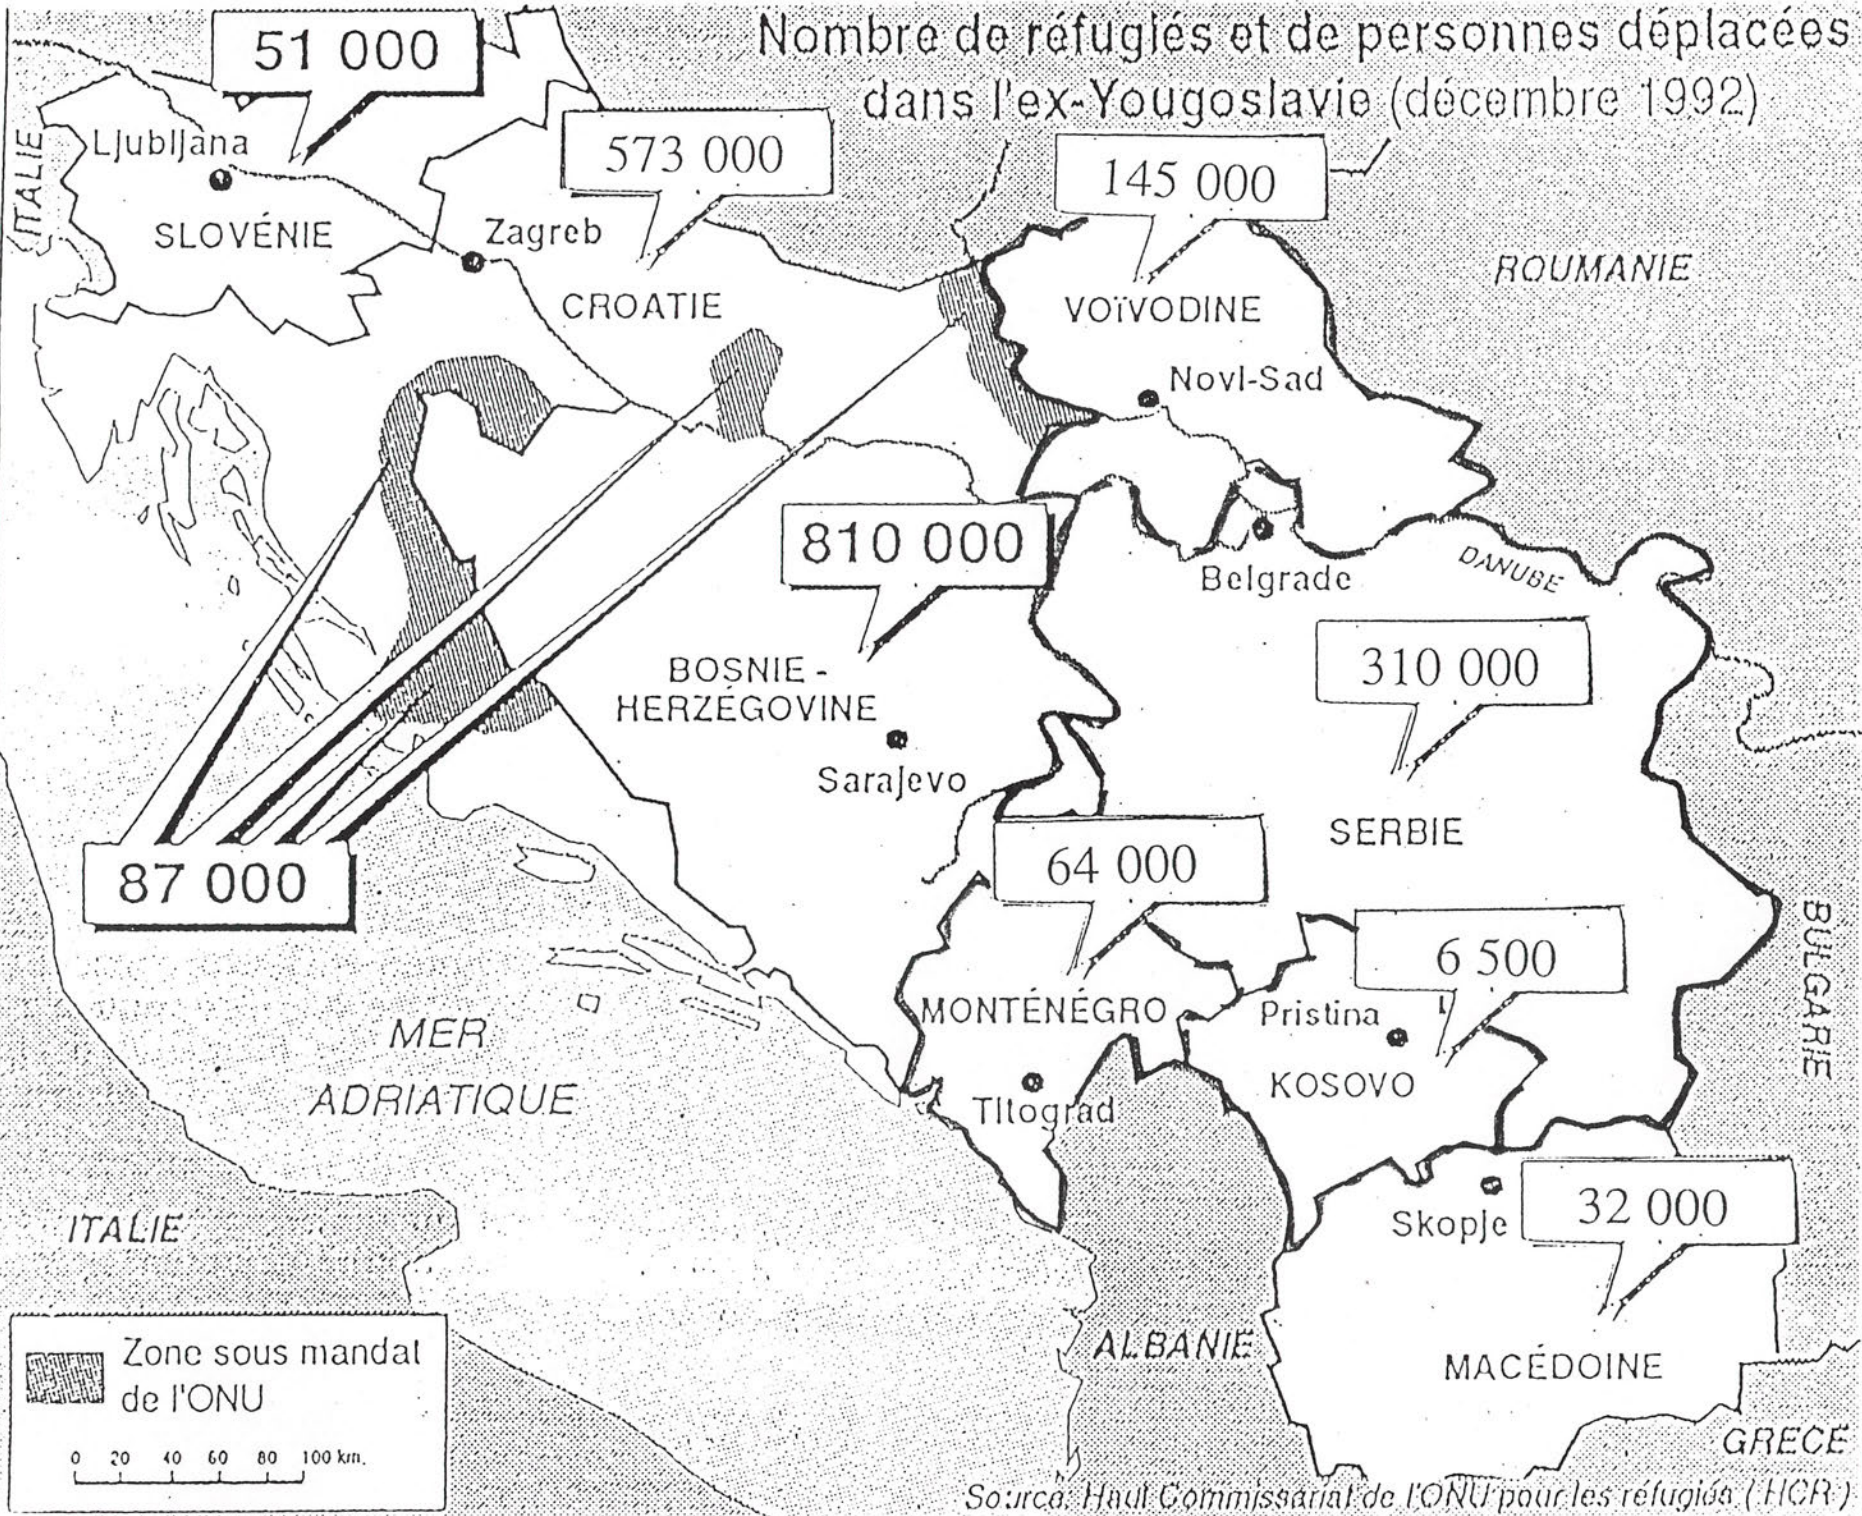 Nombre de réfugiés et de personnes déplacées
dans l'ex-Yougoslavie (décembre 1992)
51 000
573 000
145 000
ITALIE
Ljubljana
SLOVÉNIE
Zagreb
CROATIE
VOÏVODINE
ROUMANIE
Novi-Sad
810 000
Belgrade
DANUBE
310 000
BOSNIE -
HERZÉGOVINE
Sarajevo
SERBIE
87 000
64 000
6 500
BULGARIE
MONTÉNÉGRO
Pristina
KOSOVO
MER
ADRIATIQUE
Titograd
ITALIE
Skopje
32 000
ALBANIE
MACÉDOINE
GRECE
Zone sous mandat
de l'ONU
0 20 40 60 80 100 km.
Source: Haut Commissariat de l'ONU pour les réfugiés (HCR)